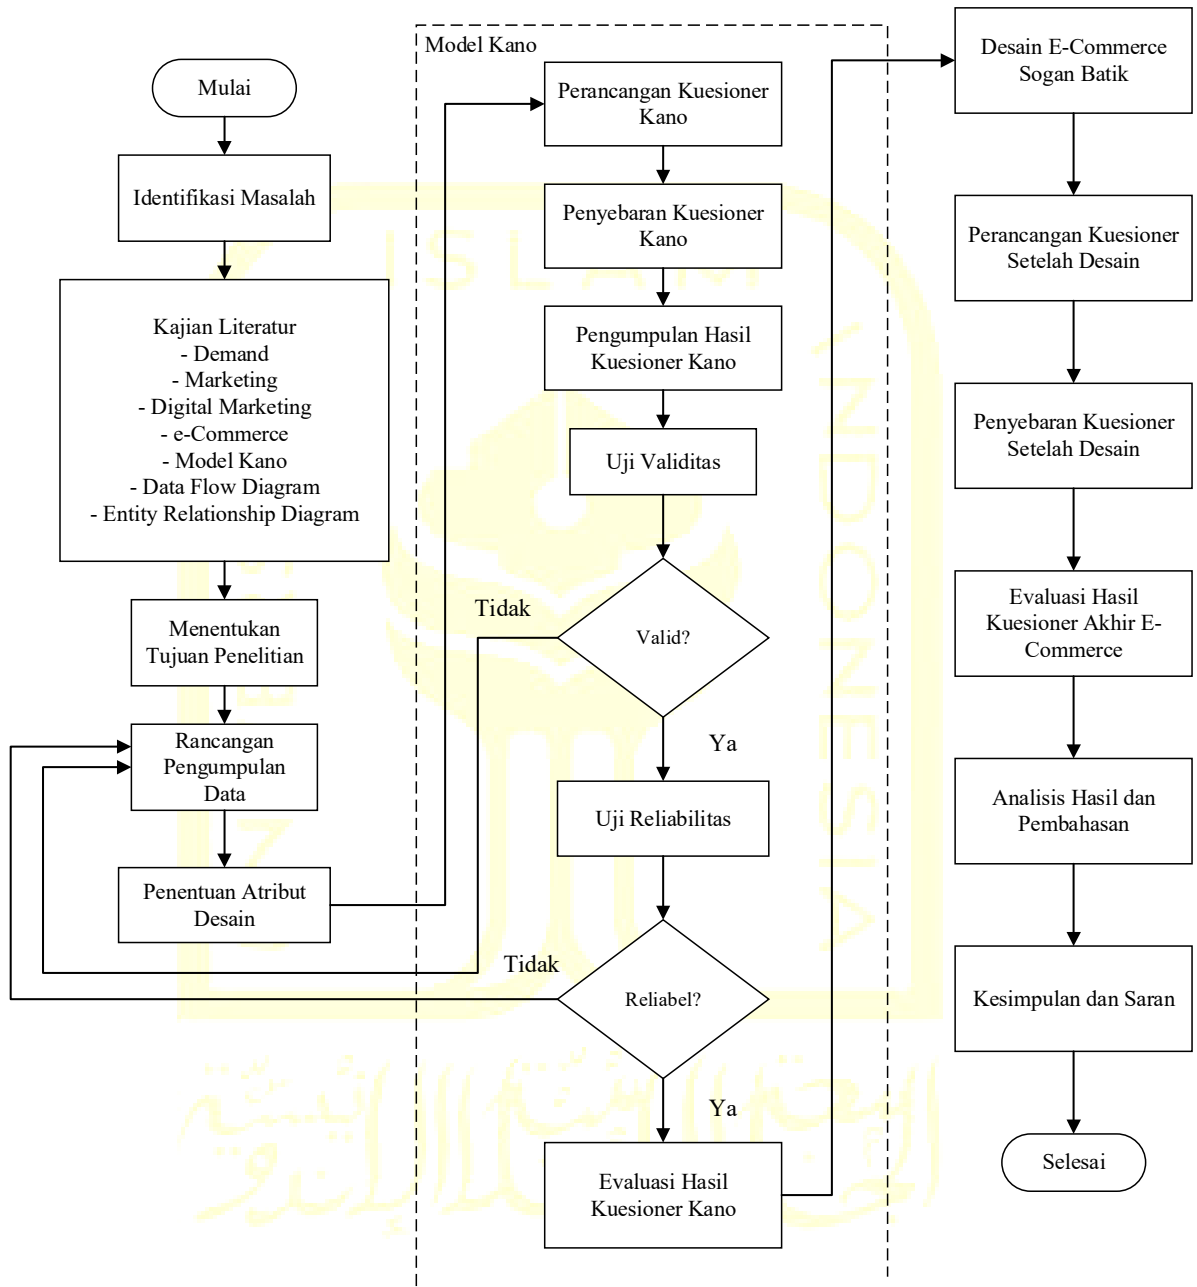 Mulai
Identifikasi Masalah
Kajian Literatur
- Demand
- Marketing
- Digital Marketing
- e-Commerce
- Model Kano
- Data Flow Diagram
- Entity Relationship Diagram
Menentukan
Tujuan Penelitian
Rancangan
Pengumpulan
Data
Penentuan Atribut
Desain
Model Kano
Perancangan Kuesioner
Kano
Penyebaran Kuesioner
Kano
Pengumpulan Hasil
Kuesioner Kano
Uji Validitas
Tidak
Valid?
Ya
Uji Reliabilitas
Tidak
Reliabel?
Ya
Evaluasi Hasil
Kuesioner Kano
Desain E-Commerce
Sogan Batik
Perancangan Kuesioner
Setelah Desain
Penyebaran Kuesioner
Setelah Desain
Evaluasi Hasil
Kuesioner Akhir E-
Commerce
Analisis Hasil dan
Pembahasan
Kesimpulan dan Saran
Selesai
ISLAM
INDONESIA